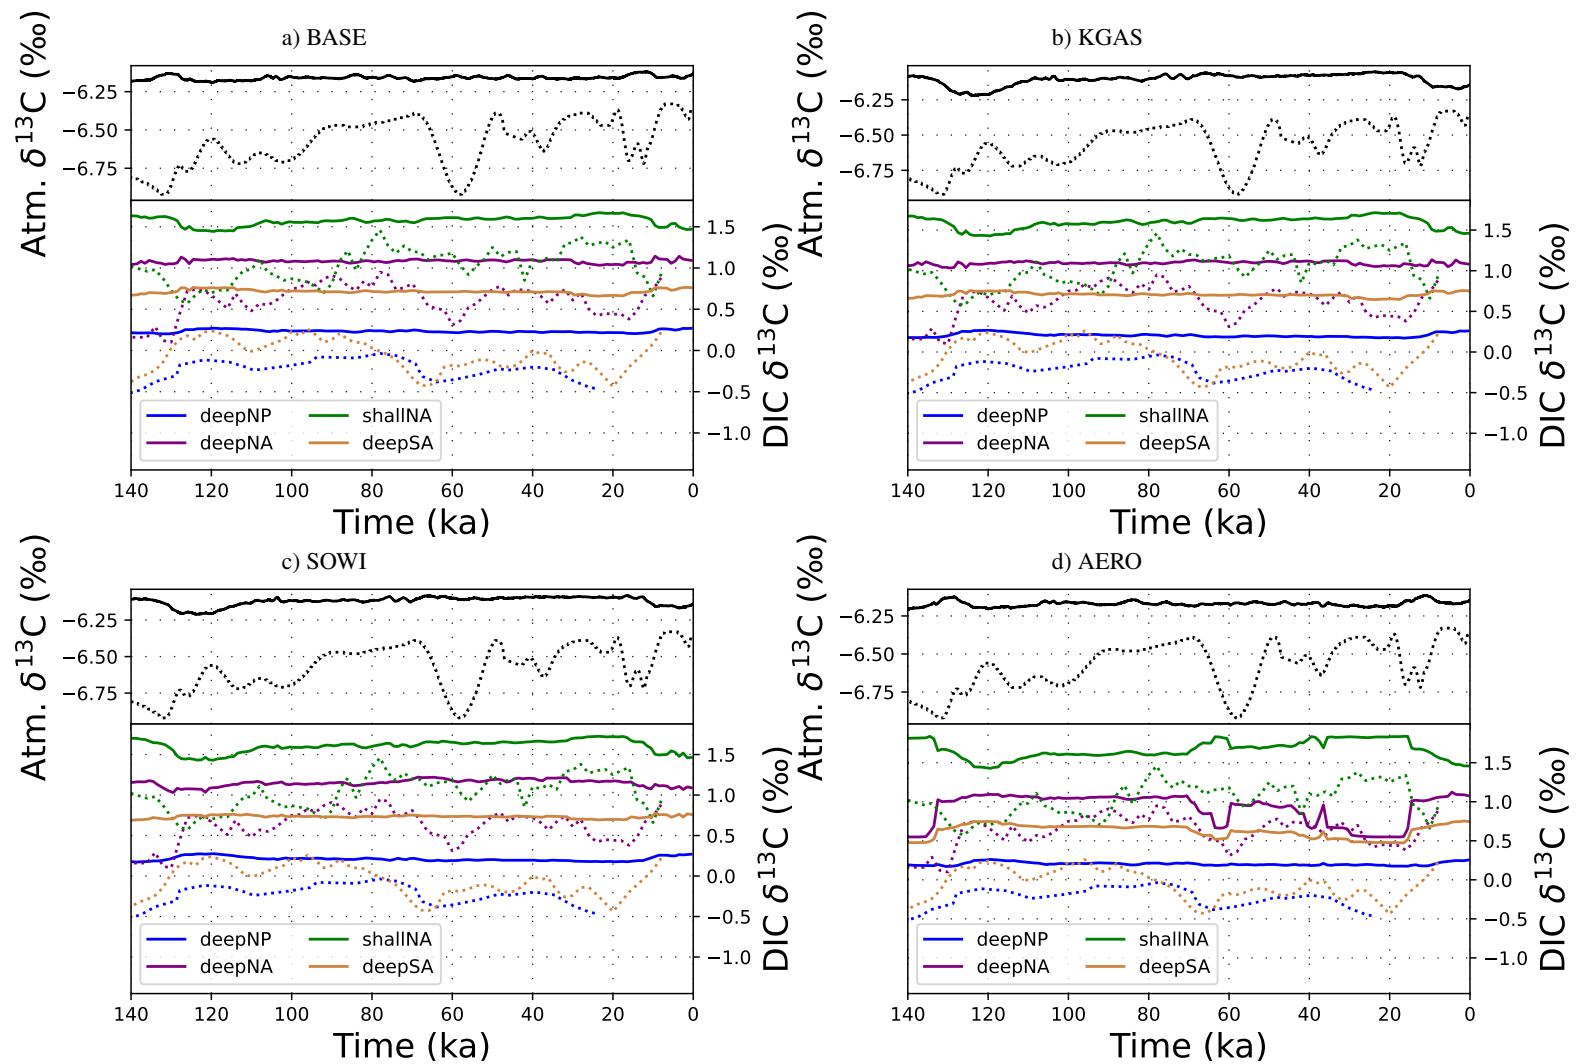 a) BASE
Atm. δ¹³C (‰)
−6.25
−6.50
−6.75
1.5
1.0
0.5
0.0
−0.5
−1.0
DIC δ¹³C (‰)
deepNP shallNA
deepNA deepSA
140 120 100 80 60 40 20 0
Time (ka)
b) KGAS
Atm. δ¹³C (‰)
−6.25
−6.50
−6.75
1.5
1.0
0.5
0.0
−0.5
−1.0
DIC δ¹³C (‰)
deepNP shallNA
deepNA deepSA
140 120 100 80 60 40 20 0
Time (ka)
c) SOWI
Atm. δ¹³C (‰)
−6.25
−6.50
−6.75
1.5
1.0
0.5
0.0
−0.5
−1.0
DIC δ¹³C (‰)
deepNP shallNA
deepNA deepSA
140 120 100 80 60 40 20 0
Time (ka)
d) AERO
Atm. δ¹³C (‰)
−6.25
−6.50
−6.75
1.5
1.0
0.5
0.0
−0.5
−1.0
DIC δ¹³C (‰)
deepNP shallNA
deepNA deepSA
140 120 100 80 60 40 20 0
Time (ka)